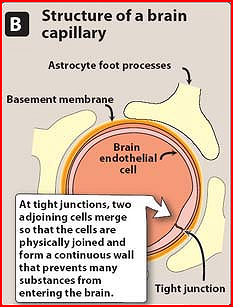 B Structure of a brain
capillary
Astrocyte foot processes
Basement membrane
Brain
endothelial
cell
At tight junctions, two
adjoining cells merge
so that the cells are
physically joined and
form a continuous wall
that prevents many
substances from
entering the brain.
Tight junction